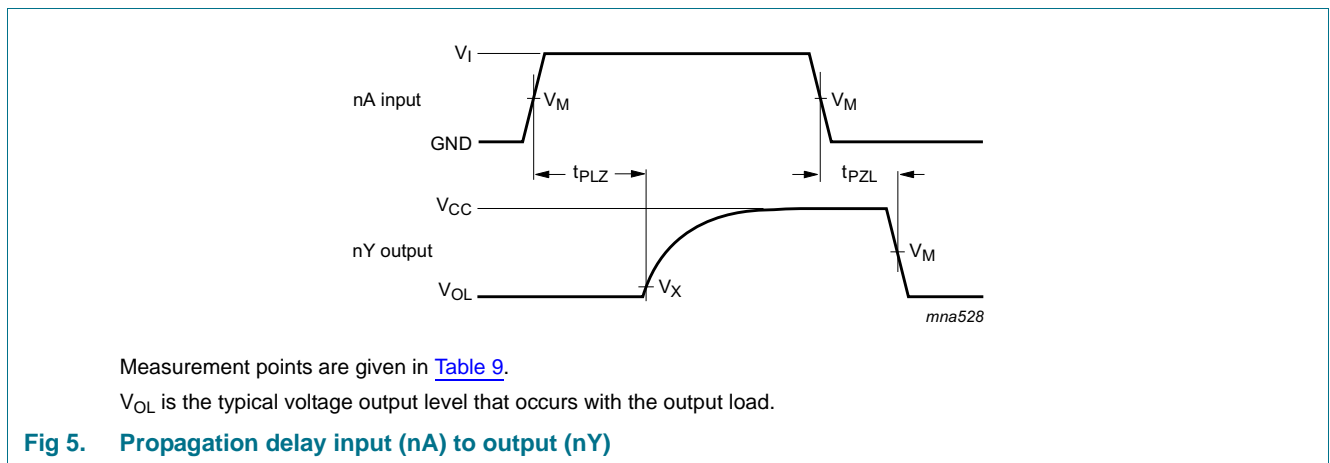 VI
nA input
VM
VM
GND
tPLZ
tPZL
VCC
nY output
VM
VOL
VX
mna528
Measurement points are given in Table 9.
VOL is the typical voltage output level that occurs with the output load.
Fig 5. Propagation delay input (nA) to output (nY)